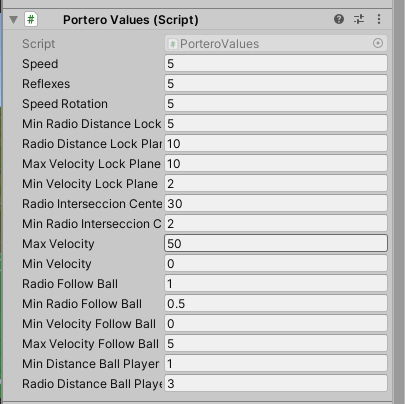 # Portero Values (Script)
Script # PorteroValues
Speed 5
Reflexes 5
Speed Rotation 5
Min Radio Distance Lock 5
Radio Distance Lock Plan 10
Max Velocity Lock Plane 10
Min Velocity Lock Plane 2
Radio Interseccion Cente 30
Min Radio Interseccion C 2
Max Velocity 50
Min Velocity 0
Radio Follow Ball 1
Min Radio Follow Ball 0.5
Min Velocity Follow Ball 0
Max Velocity Follow Ball 5
Min Distance Ball Player 1
Radio Distance Ball Playe 3